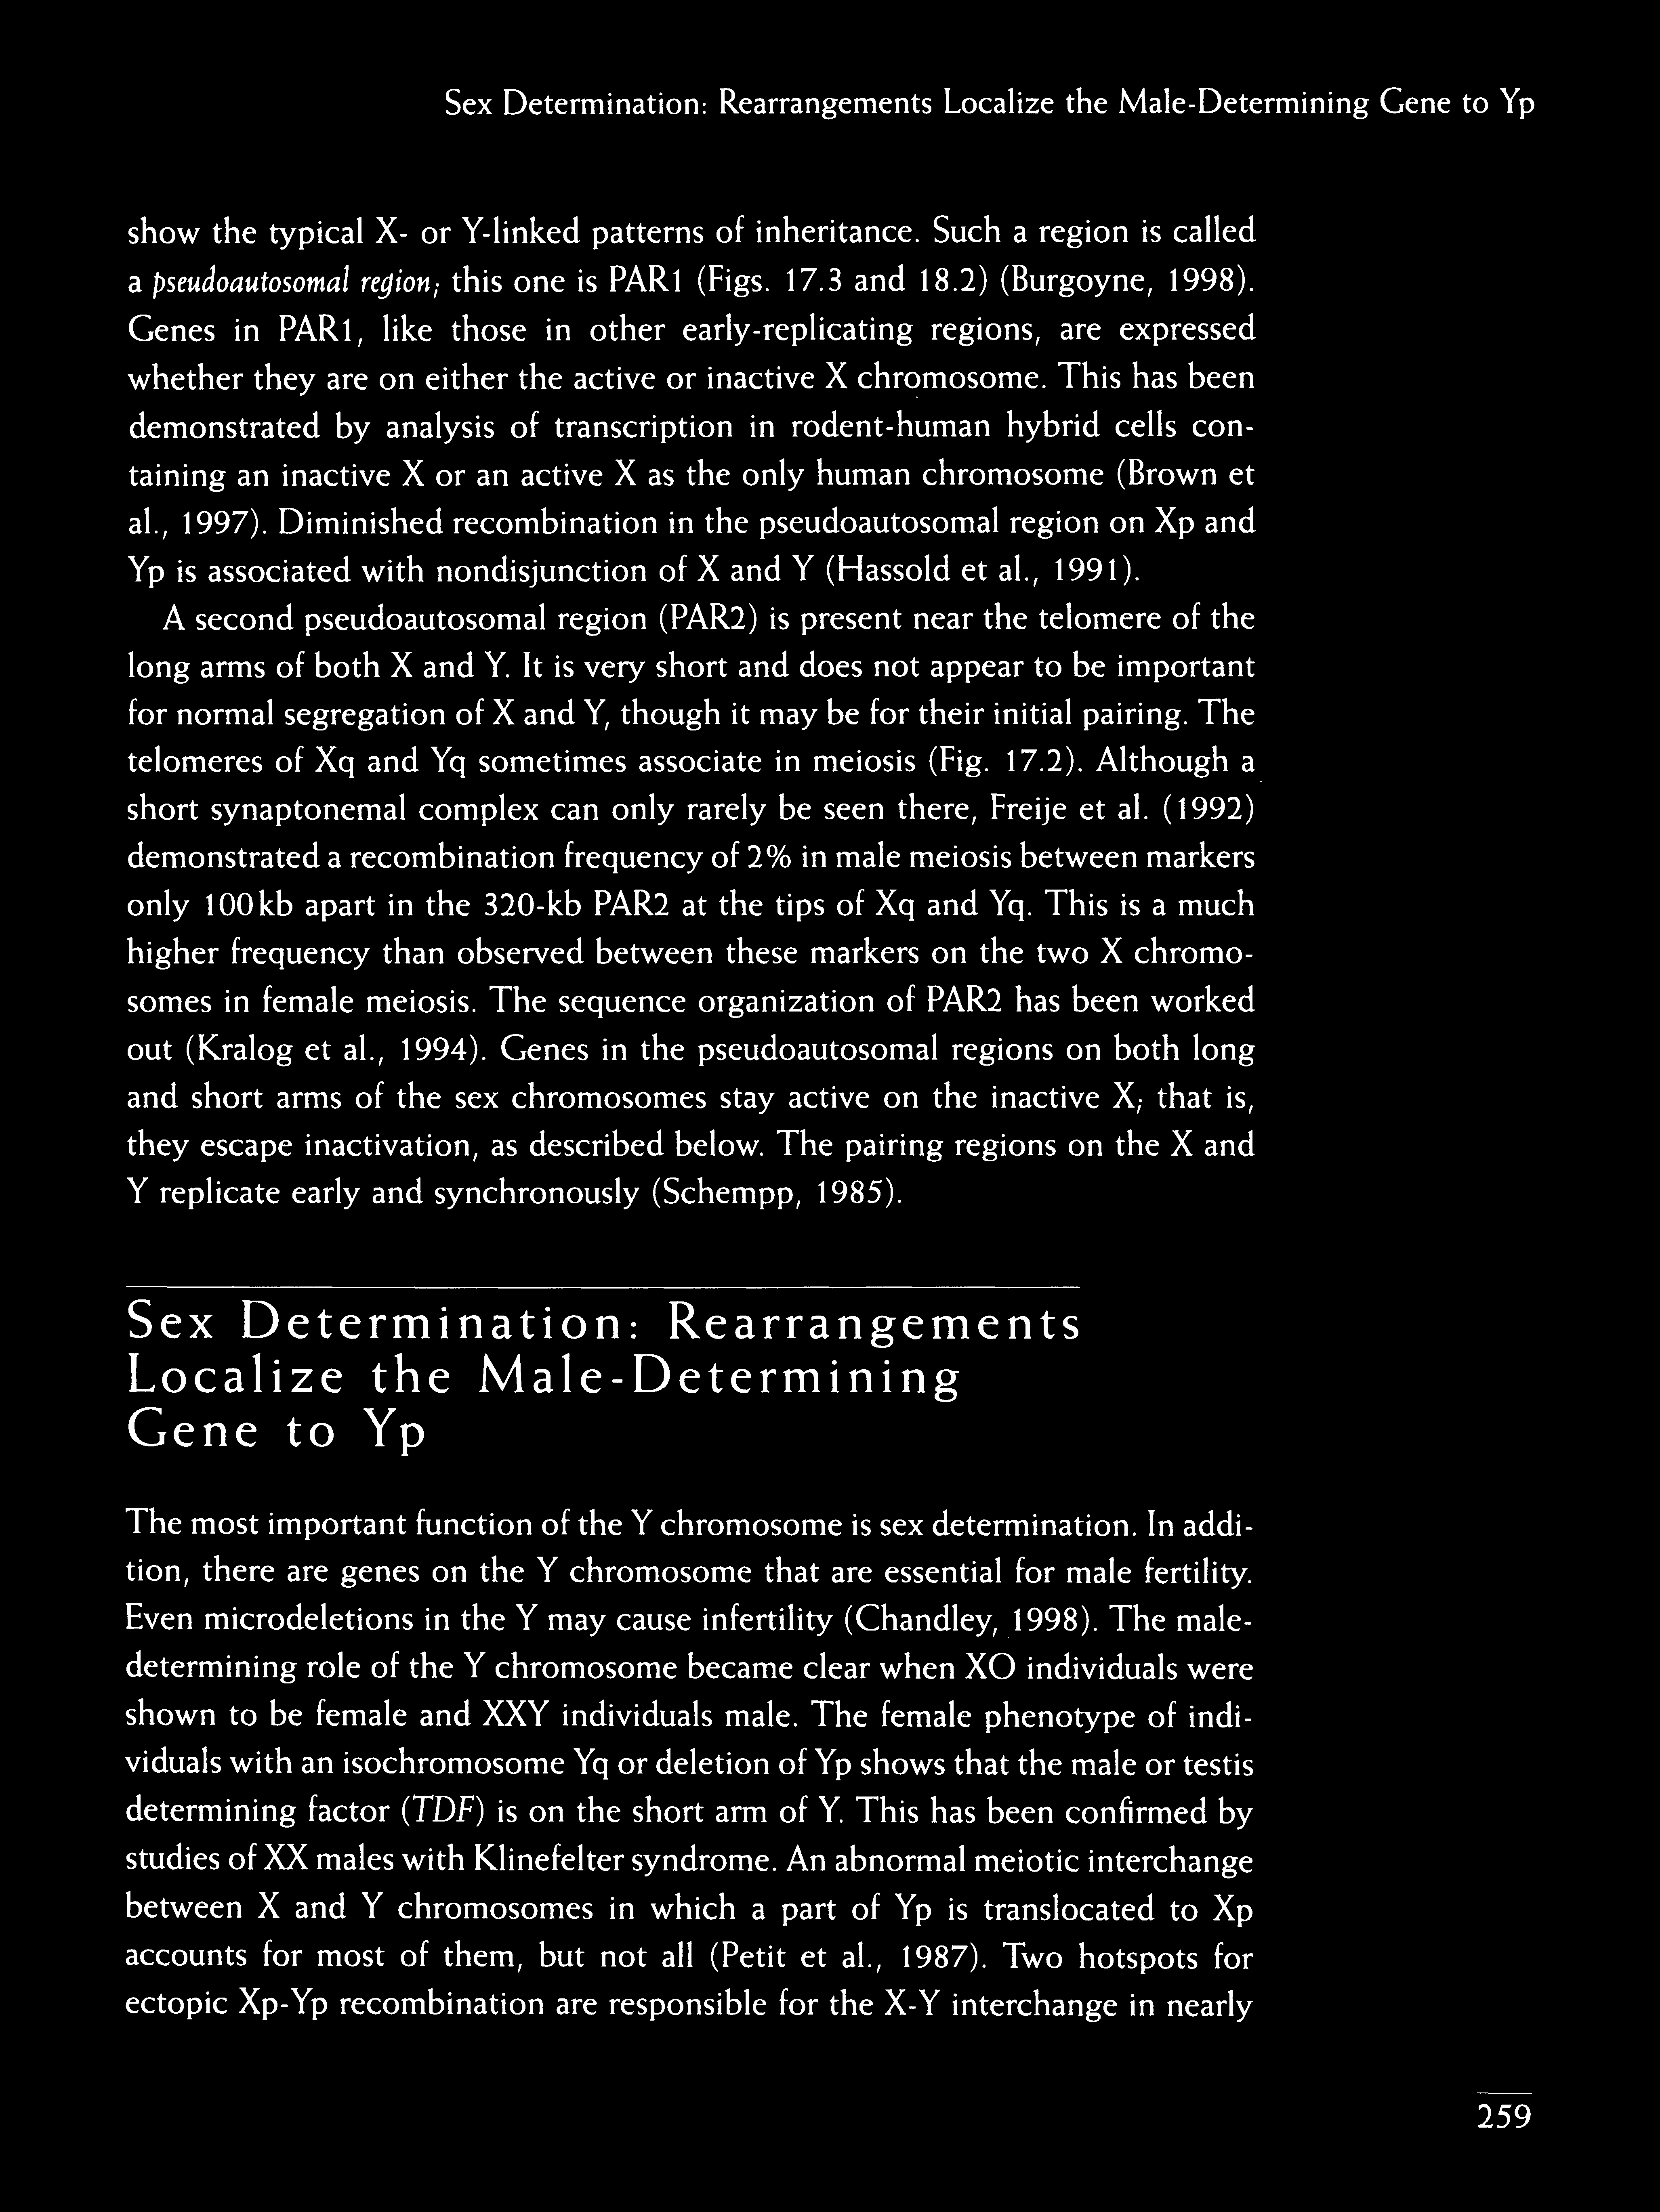 Sex Determination: Rearrangements Localize the Male-Determining Gene to Yp
show the typical X- or Y-linked patterns of inheritance. Such a region is called
a pseudoautosomal region; this one is PAR1 (Figs. 17.3 and 18.2) (Burgoyne, 1998).
Genes in PAR1, like those in other early-replicating regions, are expressed
whether they are on either the active or inactive X chromosome. This has been
demonstrated by analysis of transcription in rodent-human hybrid cells con-
taining an inactive X or an active X as the only human chromosome (Brown et
al., 1997). Diminished recombination in the pseudoautosomal region on Xp and
Yp is associated with nondisjunction of X and Y (Hassold et al., 1991).
A second pseudoautosomal region (PAR2) is present near the telomere of the
long arms of both X and Y. It is very short and does not appear to be important
for normal segregation of X and Y, though it may be for their initial pairing. The
telomeres of Xq and Yq sometimes associate in meiosis (Fig. 17.2). Although a
short synaptonemal complex can only rarely be seen there, Freije et al. (1992)
demonstrated a recombination frequency of 2% in male meiosis between markers
only 100kb apart in the 320-kb PAR2 at the tips of Xq and Yq. This is a much
higher frequency than observed between these markers on the two X chromo-
somes in female meiosis. The sequence organization of PAR2 has been worked
out (Kralog et al., 1994). Genes in the pseudoautosomal regions on both long
and short arms of the sex chromosomes stay active on the inactive X; that is,
they escape inactivation, as described below. The pairing regions on the X and
Y replicate early and synchronously (Schempp, 1985).
Sex Determination: Rearrangements
Localize the Male-Determining
Gene to Yp
The most important function of the Y chromosome is sex determination. In addi-
tion, there are genes on the Y chromosome that are essential for male fertility.
Even microdeletions in the Y may cause infertility (Chandley, 1998). The male-
determining role of the Y chromosome became clear when XO individuals were
shown to be female and XXY individuals male. The female phenotype of indi-
viduals with an isochromosome Yq or deletion of Yp shows that the male or testis
determining factor (TDF) is on the short arm of Y. This has been confirmed by
studies of XX males with Klinefelter syndrome. An abnormal meiotic interchange
between X and Y chromosomes in which a part of Yp is translocated to Xp
accounts for most of them, but not all (Petit et al., 1987). Two hotspots for
ectopic Xp-Yp recombination are responsible for the X-Y interchange in nearly
259